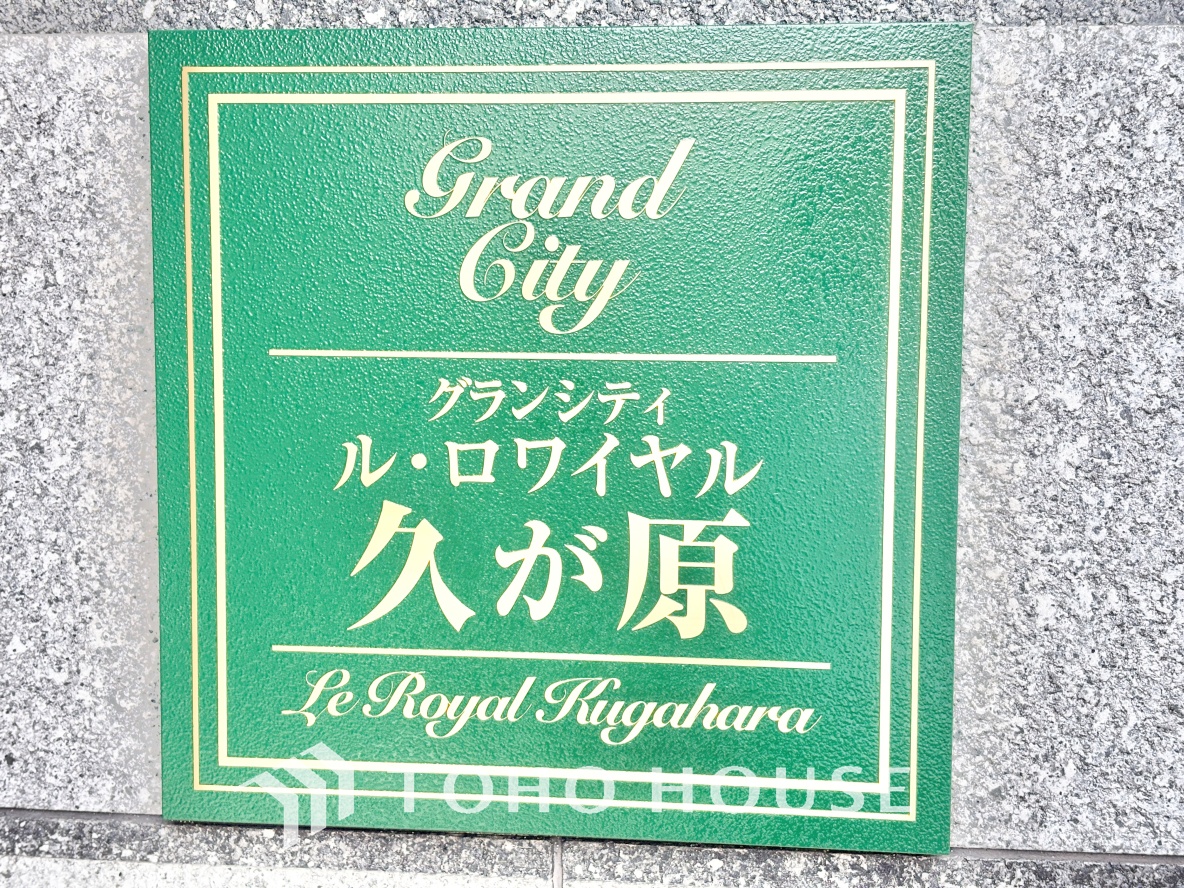 Grand
City
グランシティ
ル・ロワイヤル
久が原
Le Royal Kugahara
TOHO HOUSE